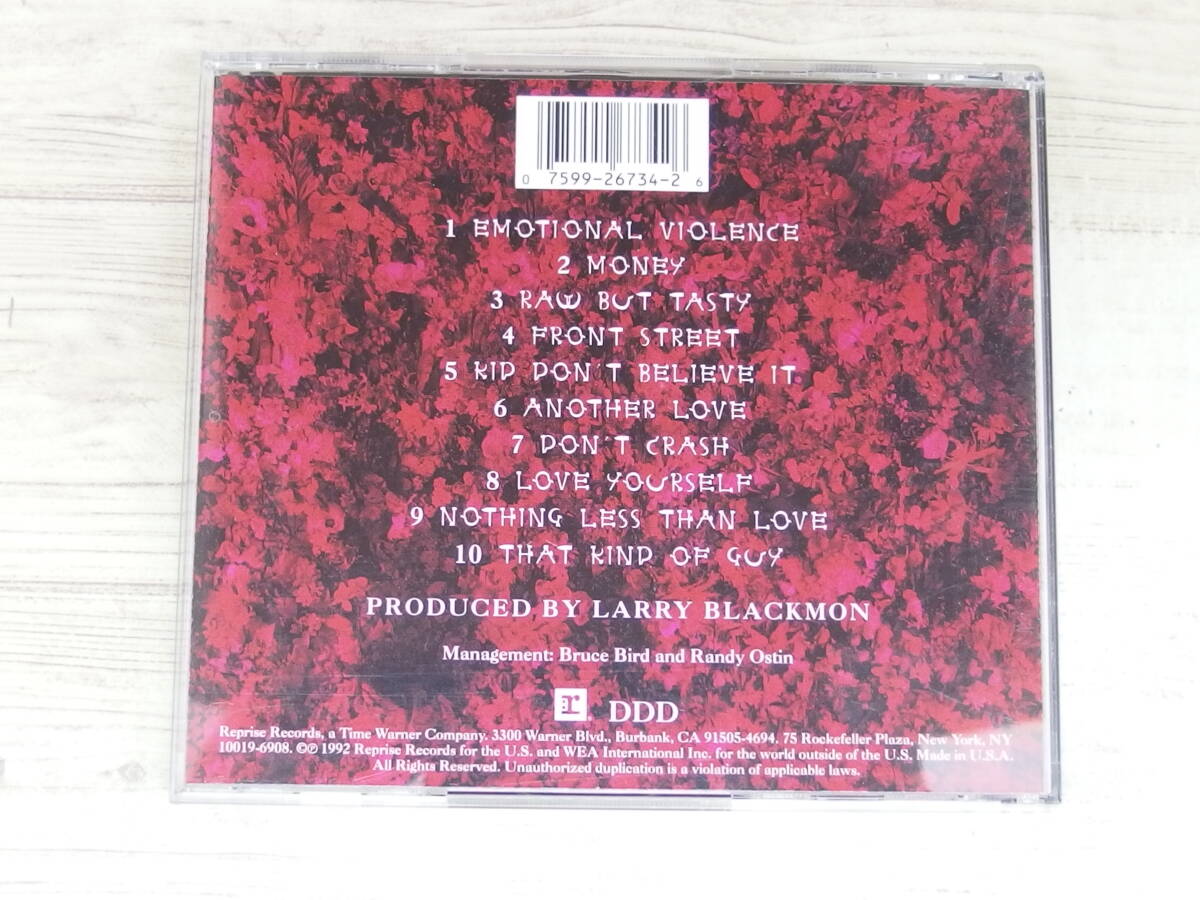 0 7599-26734-2 6
1 EMOTIONAL VIOLENCE
2 MONEY
3 RAW BUT TASTY
4 FRONT STREET
5 KID DON'T BELIEVE IT
6 ANOTHER LOVE
7 DON'T CRASH
8 LOVE YOURSELF
9 NOTHING LESS THAN LOVE
10 THAT KIND OF GUY
PRODUCED BY LARRY BLACKMON
Management: Bruce Bird and Randy Ostin
r DDD
Reprise Records, a Time Warner Company. 3300 Warner Blvd., Burbank, CA 91505-4694. 75 Rockefeller Plaza, New York, NY
10019-6908. ©℗ 1992 Reprise Records for the U.S. and WEA International Inc. for the world outside of the U.S. Made in U.S.A.
All Rights Reserved. Unauthorized duplication is a violation of applicable laws.